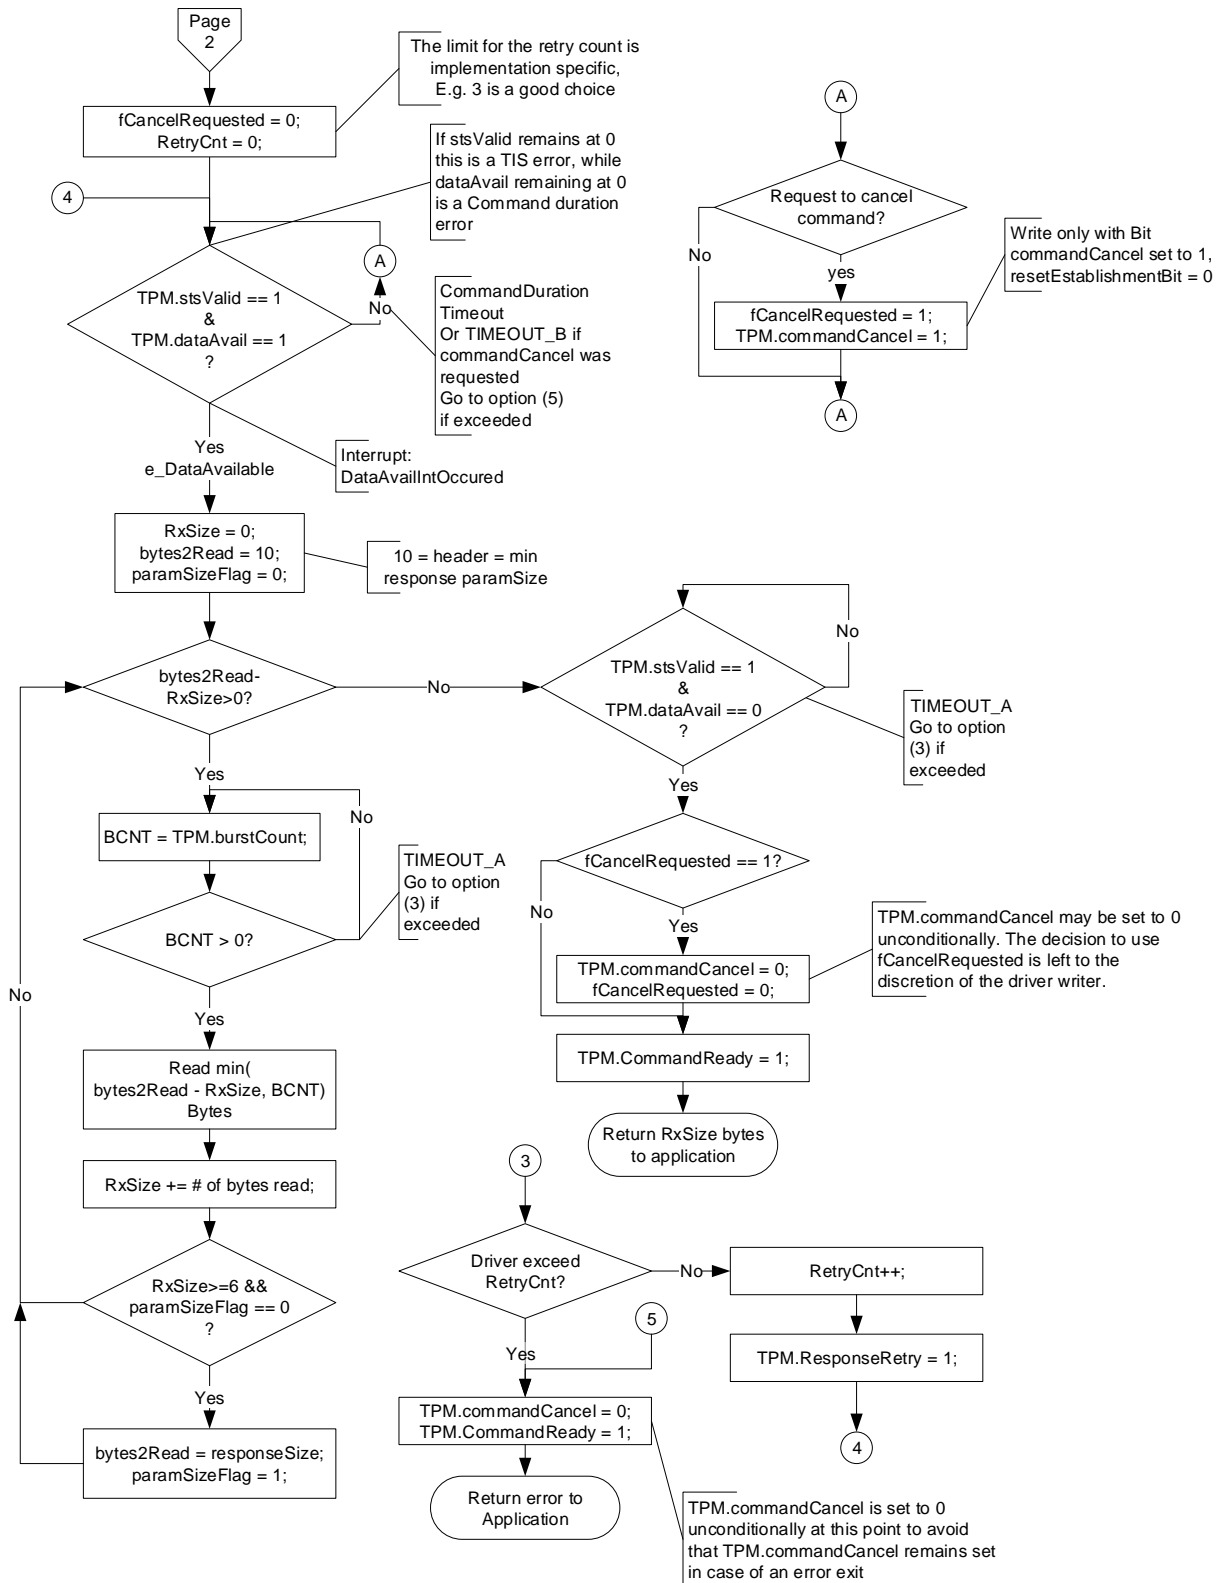 Page
2
The limit for the retry count is
implementation specific,
E.g. 3 is a good choice
fCancelRequested = 0;
RetryCnt = 0;
If stsValid remains at 0
this is a TIS error, while
dataAvail remaining at 0
is a Command duration
error
4
A
TPM.stsValid == 1
&
TPM.dataAvail == 1
?
No
CommandDuration
Timeout
Or TIMEOUT_B if
commandCancel was
requested
Go to option (5)
if exceeded
Yes
e_DataAvailable
Interrupt:
DataAvailIntOccured
A
Request to cancel
command?
No
yes
Write only with Bit
commandCancel set to 1,
resetEstablishmentBit = 0
fCancelRequested = 1;
TPM.commandCancel = 1;
A
RxSize = 0;
bytes2Read = 10;
paramSizeFlag = 0;
10 = header = min
response paramSize
bytes2Read-
RxSize>0?
No
Yes
BCNT = TPM.burstCount;
No
BCNT > 0?
TIMEOUT_A
Go to option
(3) if
exceeded
Yes
Read min(
bytes2Read - RxSize, BCNT)
Bytes
RxSize += # of bytes read;
RxSize>=6 &&
paramSizeFlag == 0
?
No
Yes
bytes2Read = responseSize;
paramSizeFlag = 1;
TPM.stsValid == 1
&
TPM.dataAvail == 0
?
No
TIMEOUT_A
Go to option
(3) if
exceeded
Yes
fCancelRequested == 1?
No
Yes
TPM.commandCancel = 0;
fCancelRequested = 0;
TPM.commandCancel may be set to 0
unconditionally. The decision to use
fCancelRequested is left to the
discretion of the driver writer.
TPM.CommandReady = 1;
Return RxSize bytes
to application
3
Driver exceed
RetryCnt?
No
RetryCnt++;
TPM.ResponseRetry = 1;
4
5
Yes
TPM.commandCancel = 0;
TPM.CommandReady = 1;
Return error to
Application
TPM.commandCancel is set to 0
unconditionally at this point to avoid
that TPM.commandCancel remains set
in case of an error exit